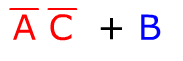 A̅ C̅ + B